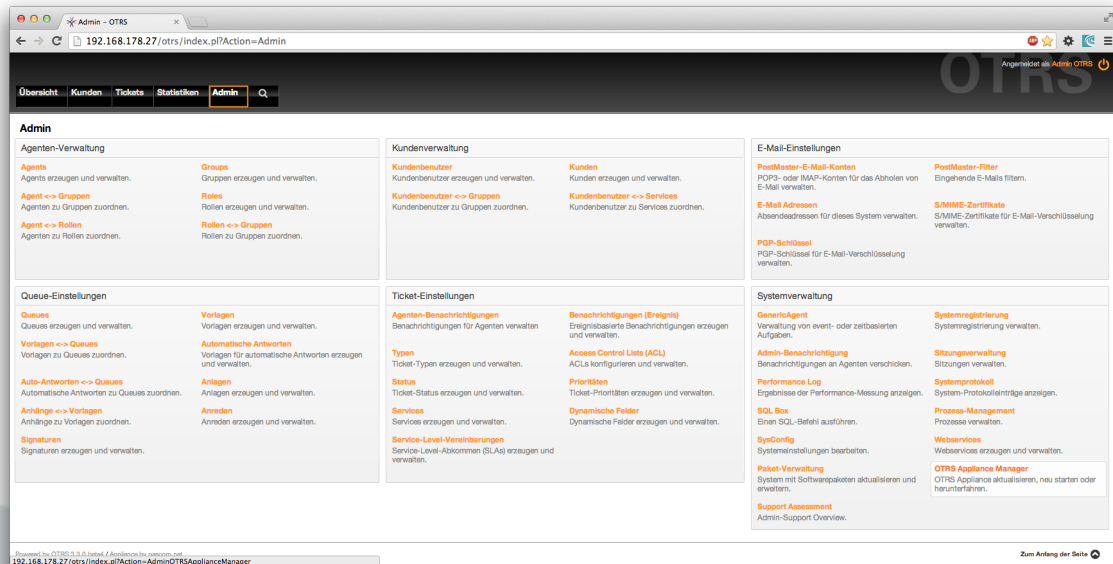 Admin – OTRS
192.168.178.27/otrs/index.pl?Action=Admin
ABP
OTRS
Angemeldet als Admin OTRS
Übersicht Kunden Tickets Statistiken Admin
Admin
Agenten-Verwaltung
Agents
Agents erzeugen und verwalten.
Groups
Gruppen erzeugen und verwalten.
Agent <-> Gruppen
Agenten zu Gruppen zuordnen.
Roles
Rollen erzeugen und verwalten.
Agent <-> Rollen
Agenten zu Rollen zuordnen.
Rollen <-> Gruppen
Rollen zu Gruppen zuordnen.
Kundenverwaltung
Kundenbenutzer
Kundenbenutzer erzeugen und verwalten.
Kunden
Kunden erzeugen und verwalten.
Kundenbenutzer <-> Gruppen
Kundenbenutzer zu Gruppen zuordnen.
Kundenbenutzer <-> Services
Kundenbenutzer zu Services zuordnen.
E-Mail-Einstellungen
PostMaster-E-Mail-Konten
POP3- oder IMAP-Konten für das Abholen von
E-Mail verwalten.
PostMaster-Filter
Eingehende E-Mails filtern.
E-Mail Adressen
Absendeadressen für dieses System verwalten.
S/MIME-Zertifikate
S/MIME-Zertifikate für E-Mail-Verschlüsselung
verwalten.
PGP-Schlüssel
PGP-Schlüssel für E-Mail-Verschlüsselung
verwalten.
Queue-Einstellungen
Queues
Queues erzeugen und verwalten.
Vorlagen
Vorlagen erzeugen und verwalten.
Vorlagen <-> Queues
Vorlagen zu Queues zuordnen.
Automatische Antworten
Vorlagen für automatische Antworten erzeugen
und verwalten.
Auto-Antworten <-> Queues
Automatische Antworten zu Queues zuordnen.
Anlagen
Anlagen erzeugen und verwalten.
Anhänge <-> Vorlagen
Anhänge zu Vorlagen zuordnen.
Anreden
Anreden erzeugen und verwalten.
Signaturen
Signaturen erzeugen und verwalten.
Ticket-Einstellungen
Agenten-Benachrichtigungen
Benachrichtigungen für Agenten verwalten
Benachrichtigungen (Ereignis)
Ereignisbasierte Benachrichtigungen erzeugen
und verwalten.
Typen
Ticket-Typen erzeugen und verwalten.
Access Control Lists (ACL)
ACLs konfigurieren und verwalten.
Status
Ticket-Status erzeugen und verwalten.
Prioritäten
Ticket-Prioritäten erzeugen und verwalten.
Services
Services erzeugen und verwalten.
Dynamische Felder
Dynamische Felder erzeugen und verwalten.
Service-Level-Vereinbarungen
Service-Level-Abkommen (SLAs) erzeugen und
verwalten.
Systemverwaltung
GenericAgent
Verwaltung von event- oder zeitbasierten
Aufgaben.
Systemregistrierung
Systemregistrierung verwalten.
Admin-Benachrichtigung
Benachrichtigungen an Agenten verschicken.
Sitzungsverwaltung
Sitzungen verwalten.
Performance Log
Ergebnisse der Performance-Messung anzeigen.
Systemprotokoll
System-Protokolleinträge anzeigen.
SQL Box
Einen SQL-Befehl ausführen.
Prozess-Management
Prozesse verwalten.
SysConfig
Systemeinstellungen bearbeiten.
Webservices
Webservices erzeugen und verwalten.
Paket-Verwaltung
System mit Softwarepaketen aktualisieren und
erweitern.
OTRS Appliance Manager
OTRS Appliance aktualisieren, neu starten oder
herunterfahren.
Support Assessment
Admin-Support Overview.
Powered by OTRS 3.3.0.beta4 / Appliance by
Zum Anfang der Seite
192.168.178.27/otrs/index.pl?Action=AdminOTRSApplianceManager